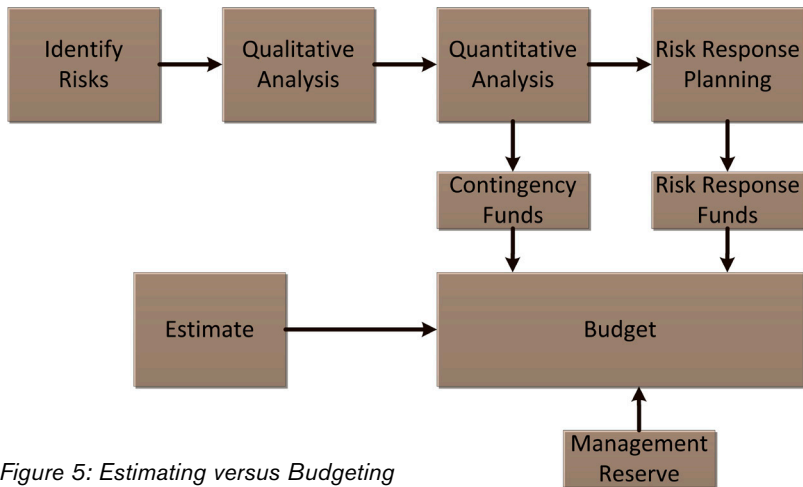 Identify
Risks
Qualitative
Analysis
Quantitative
Analysis
Risk Response
Planning
Contingency
Funds
Risk Response
Funds
Estimate
Budget
Management
Reserve
Figure 5: Estimating versus Budgeting